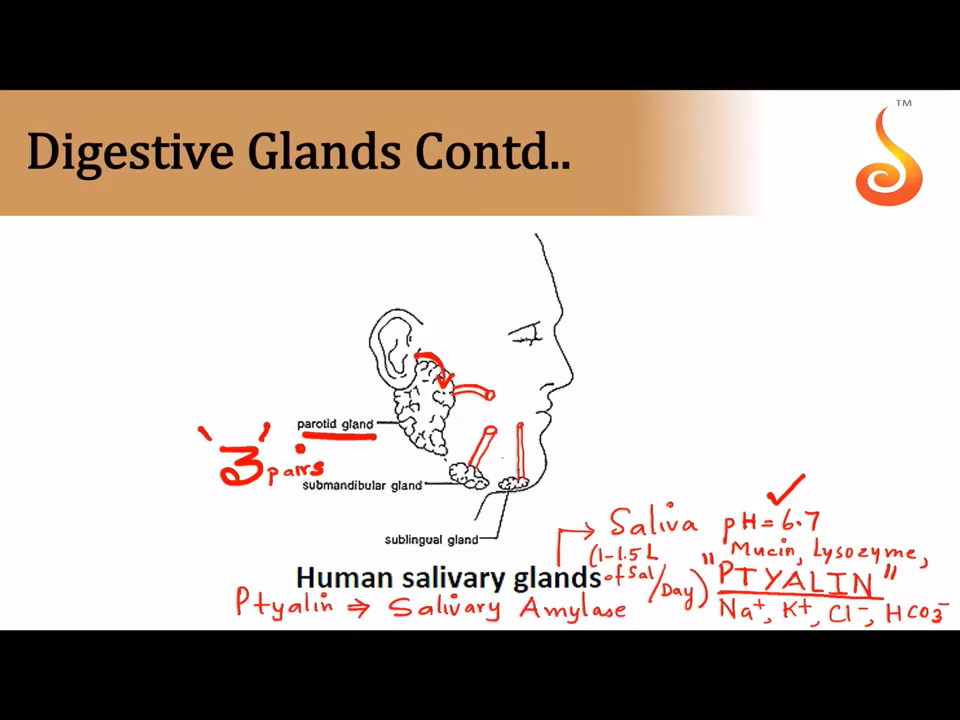 Digestive Glands Contd..
TM
parotid gland
"3" pairs
submandibular gland
sublingual gland
Saliva pH = 6.7
(1-1.5 L of Sal/Day)
Mucin, Lysozyme,
"PTYALIN"
Na⁺, K⁺, Cl⁻, HCO₃⁻
Human salivary glands
Ptyalin ⇒ Salivary Amylase